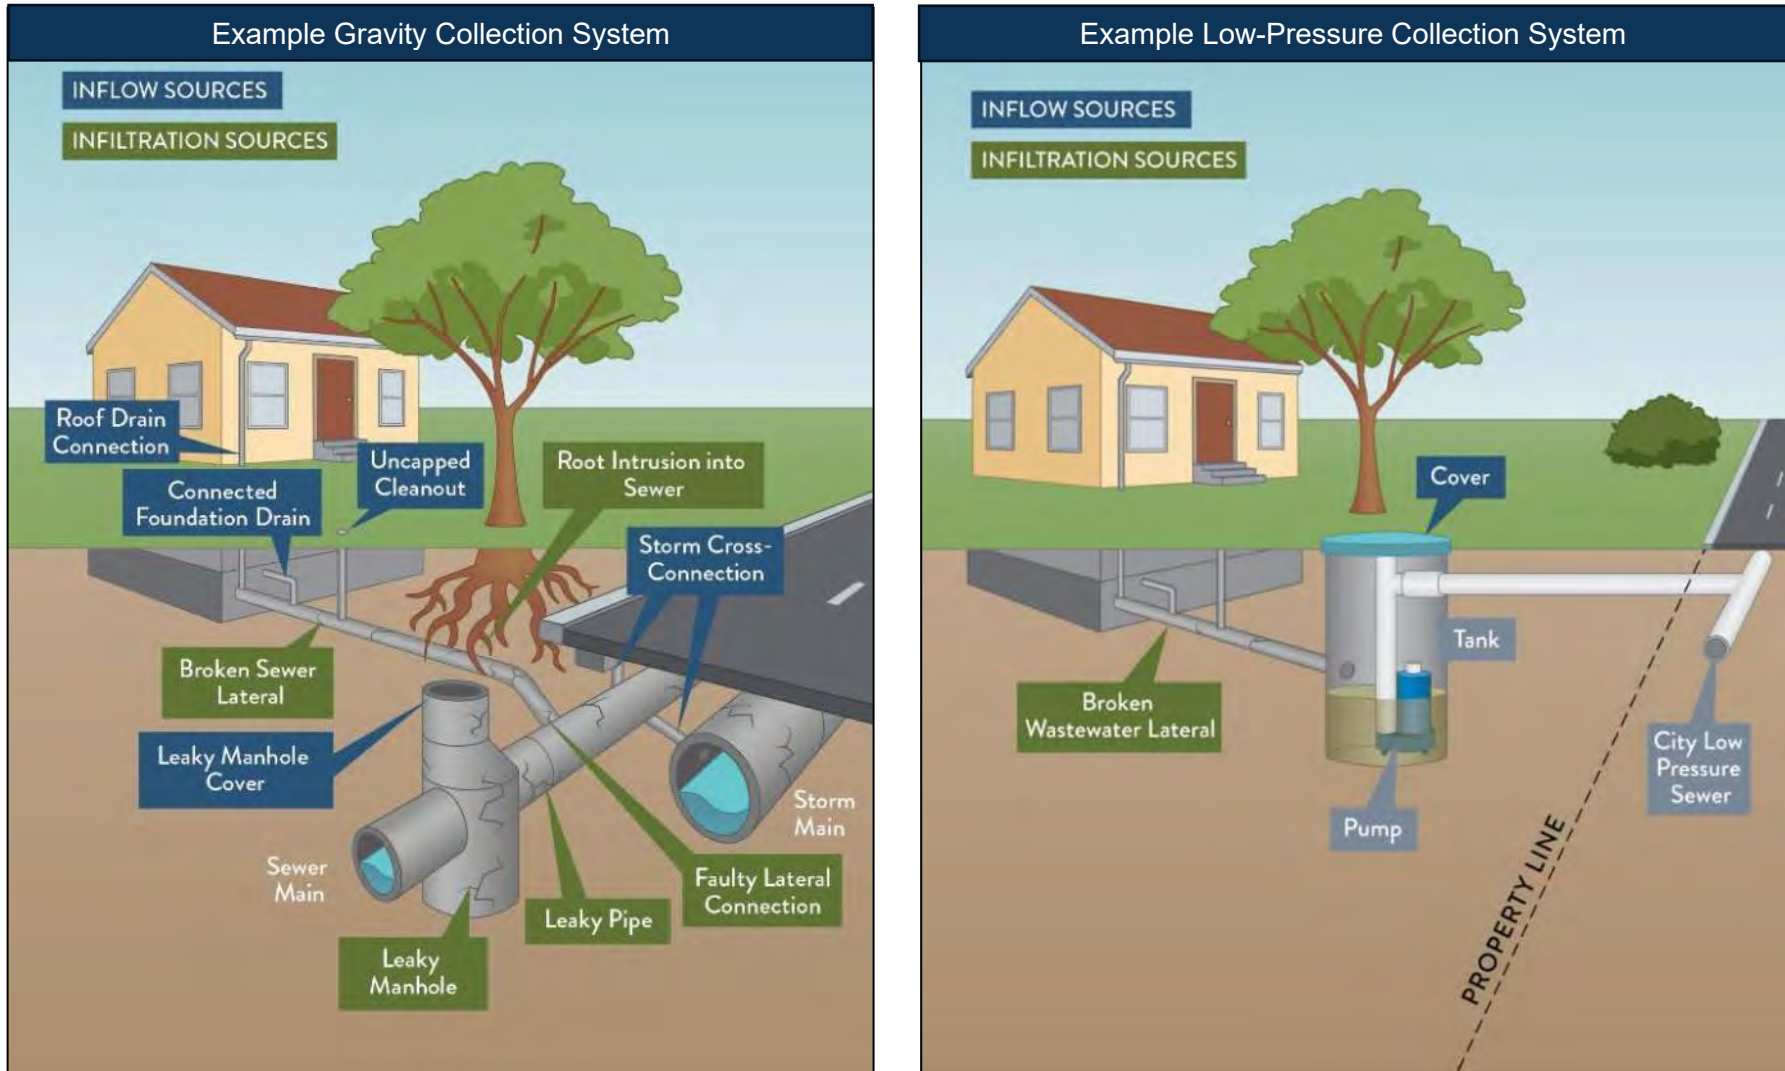 Example Gravity Collection System
INFLOW SOURCES
INFILTRATION SOURCES
Roof Drain
Connection
Connected
Foundation Drain
Uncapped
Cleanout
Root Intrusion into
Sewer
Storm Cross-
Connection
Broken Sewer
Lateral
Leaky Manhole
Cover
Sewer
Main
Storm
Main
Leaky
Manhole
Leaky Pipe
Faulty Lateral
Connection
Example Low-Pressure Collection System
INFLOW SOURCES
INFILTRATION SOURCES
Cover
Tank
Broken
Wastewater Lateral
Pump
City Low
Pressure
Sewer
PROPERTY LINE